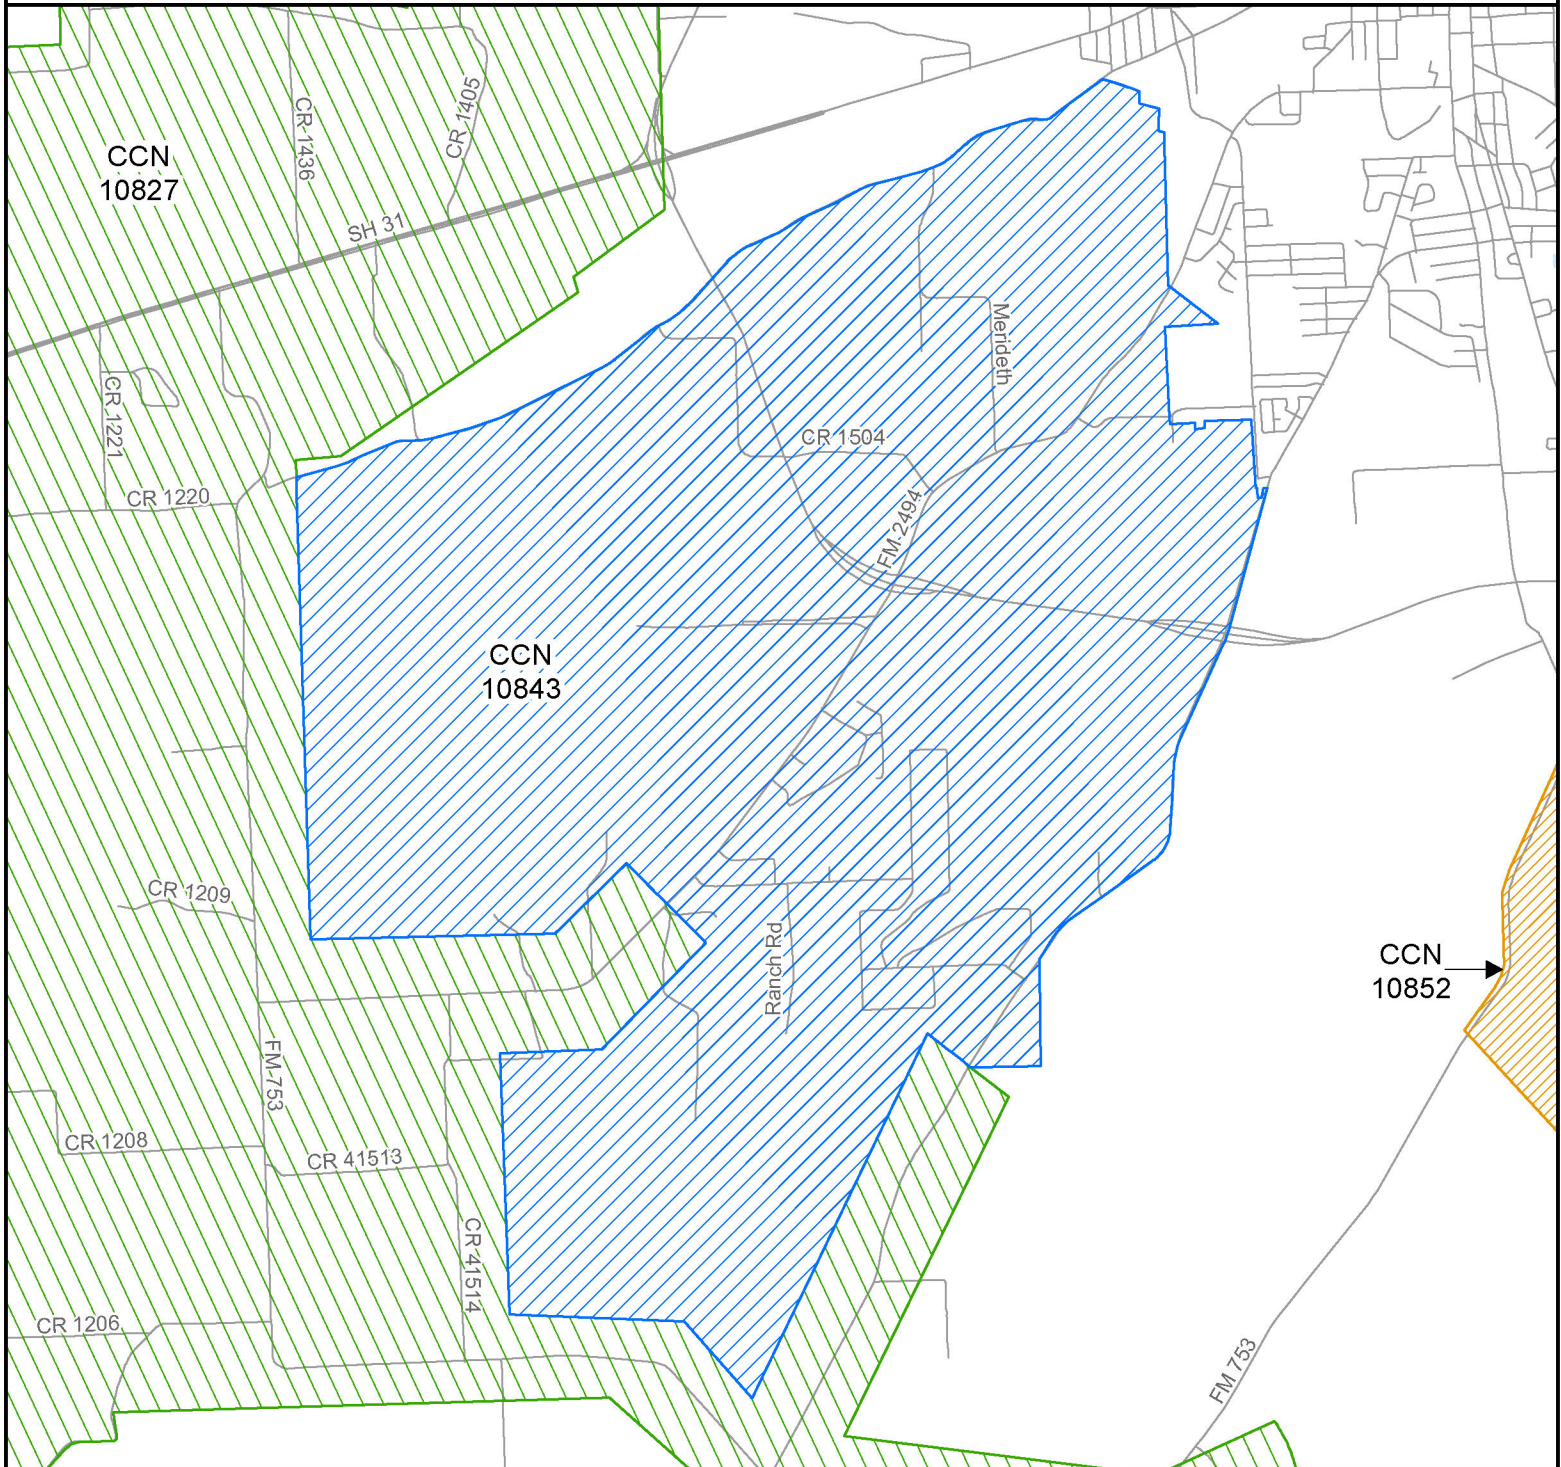 CR 1405
CR 1436
CCN
10827
SH 31
Merideth
CR 1221
CR 1504
CR 1220
FM 2494
CCN
10843
CR 1209
Ranch Rd
CCN
10852
FM 753
CR 1208
CR 41513
CR 41514
CR 1206
FM 753